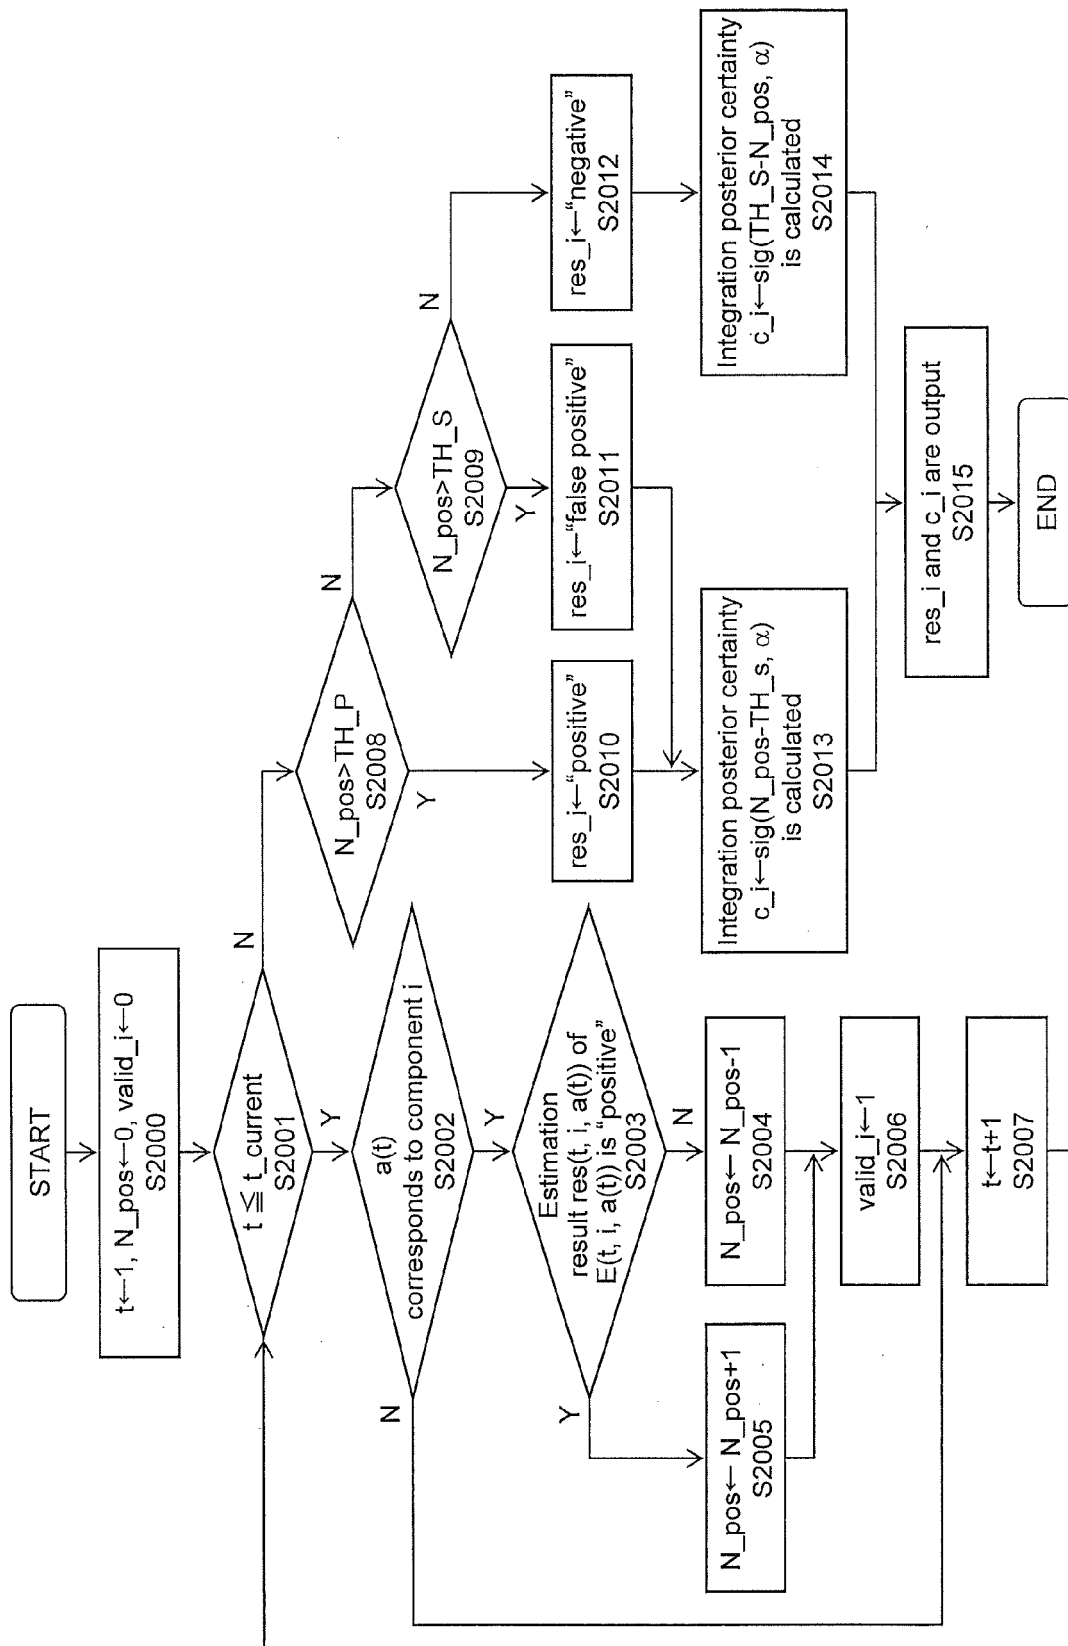 START
t←1, N_pos←0, valid_i←0
S2000
t ≦ t_current
S2001
N
Y
a(t)
corresponds to component i
S2002
N
Y
Estimation
result res(t, i, a(t)) of
E(t, i, a(t)) is "positive"
S2003
Y
N
N_pos← N_pos+1
S2005
N_pos← N_pos-1
S2004
valid_i←1
S2006
t←t+1
S2007
N_pos>TH_P
S2008
N
Y
N_pos>TH_S
S2009
N
Y
res_i←“positive”
S2010
res_i←“false positive”
S2011
res_i←“negative”
S2012
Integration posterior certainty
c_i←sig(N_pos-TH_s, α)
is calculated
S2013
Integration posterior certainty
c_i←sig(TH_S-N_pos, α)
is calculated
S2014
res_i and c_i are output
S2015
END